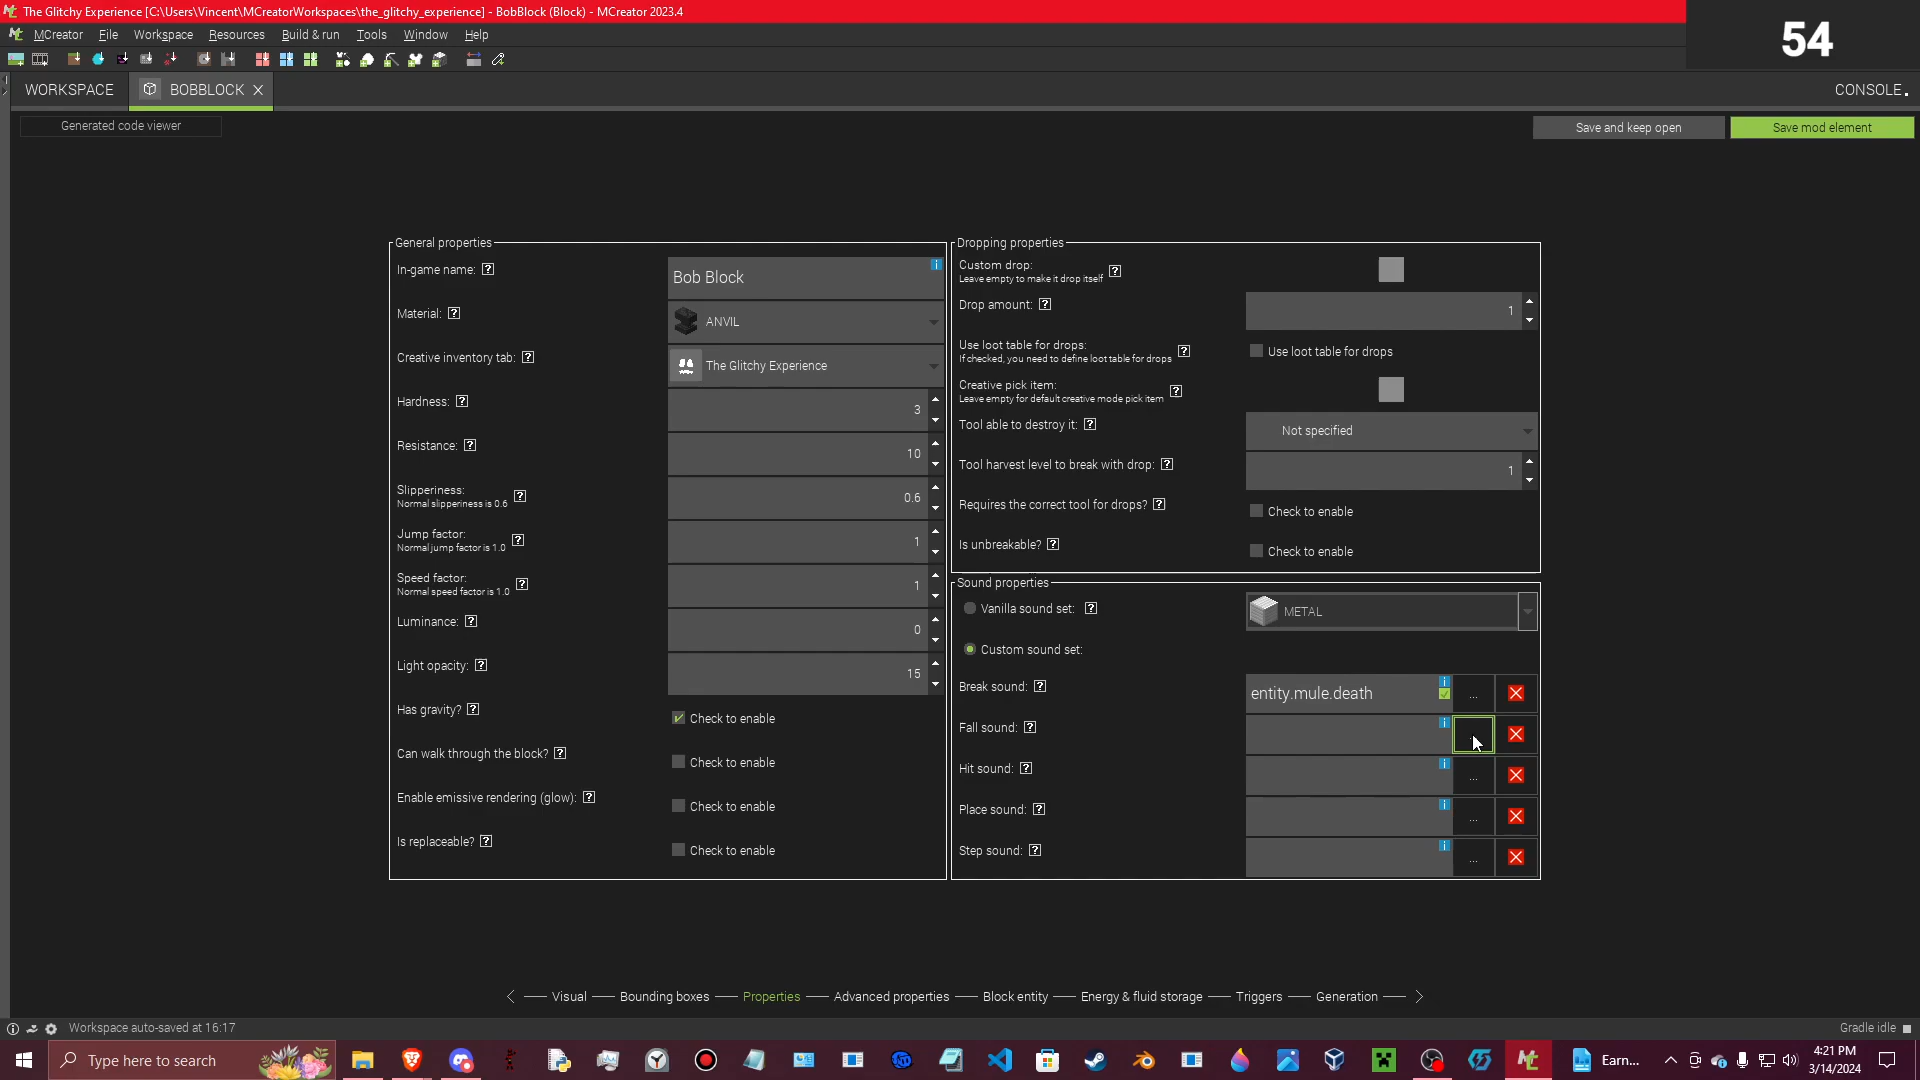 The Glitchy Experience [C:\Users\Vincent\MCreatorWorkspaces\the_glitchy_experience] - BobBlock (Block) - MCreator 2023.4
54
MCreator File Workspace Resources Build & run Tools Window Help
WORKSPACE BOBBLOCK CONSOLE
Generated code viewer Save and keep open Save mod element
General properties
In-game name: ? Bob Block
Material: ? ANVIL
Creative inventory tab: ? The Glitchy Experience
Hardness: ? 3
Resistance: ? 10
Slipperiness: ? 0.6
Normal slipperiness is 0.6
Jump factor: ? 1
Normal jump factor is 1.0
Speed factor: ? 1
Normal speed factor is 1.0
Luminance: ? 0
Light opacity: ? 15
Has gravity? ? Check to enable
Can walk through the block? ? Check to enable
Enable emissive rendering (glow): ? Check to enable
Is replaceable? ? Check to enable
Dropping properties
Custom drop: ?
Leave empty to make it drop itself
Drop amount: ? 1
Use loot table for drops: ? Use loot table for drops
If checked, you need to define loot table for drops
Creative pick item: ?
Leave empty for default creative mode pick item
Tool able to destroy it: ? Not specified
Tool harvest level to break with drop: ? 1
Requires the correct tool for drops? ? Check to enable
Is unbreakable? ? Check to enable
Sound properties
Vanilla sound set: ? METAL
Custom sound set:
Break sound: ? entity.mule.death ...
Fall sound: ?
Hit sound: ? ...
Place sound: ? ...
Step sound: ? ...
Visual Bounding boxes Properties Advanced properties Block entity Energy & fluid storage Triggers Generation
Workspace auto-saved at 16:17 Gradle idle
Type here to search Earn... 4:21 PM
3/14/2024